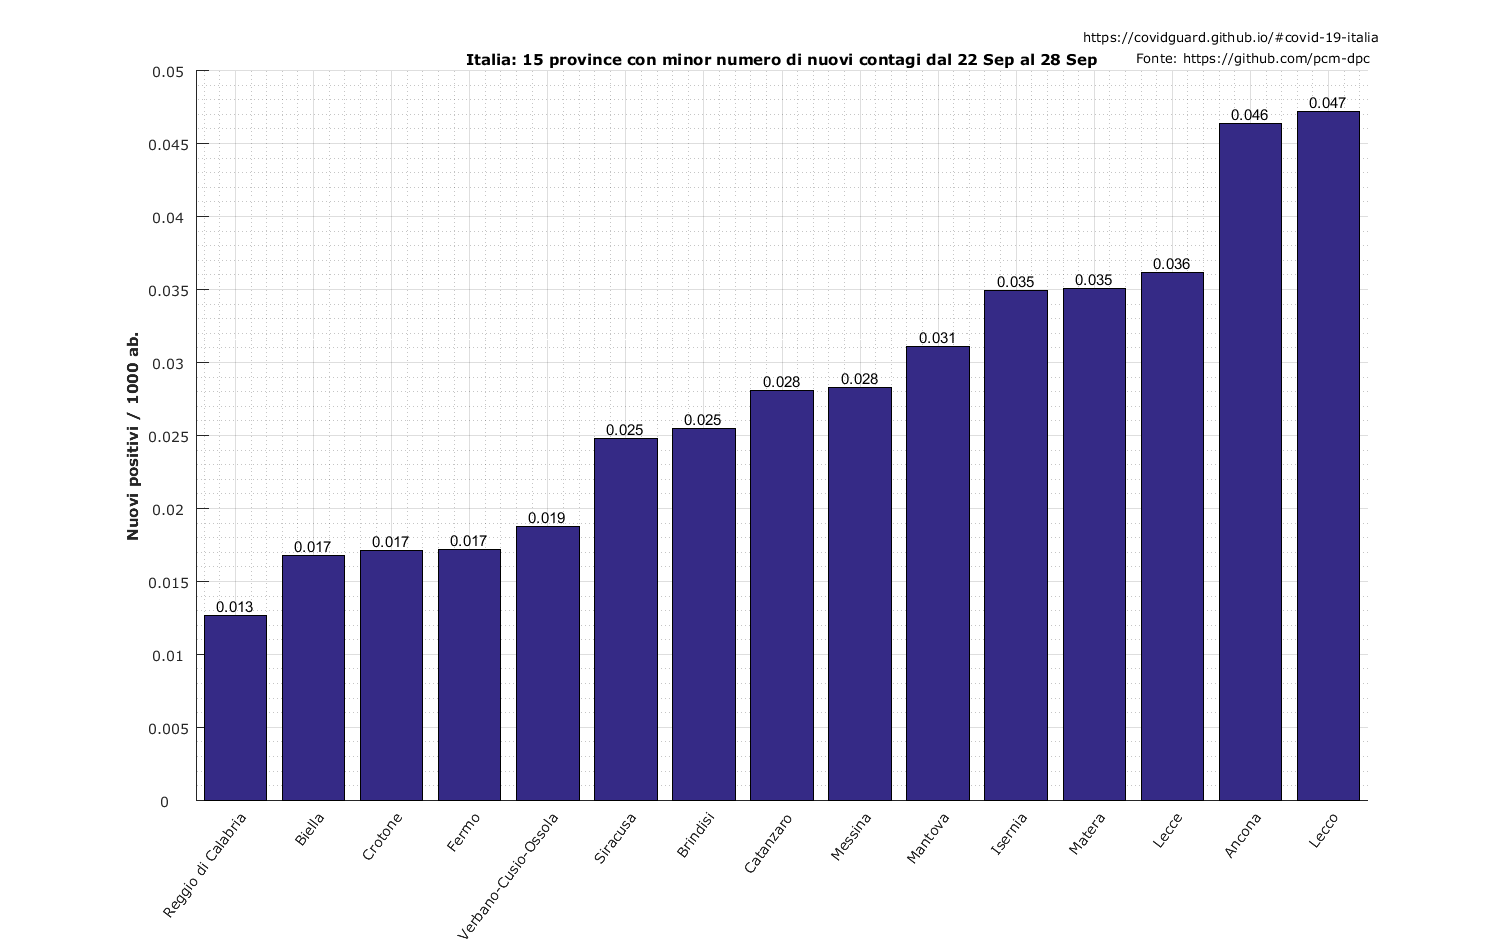 https://covidguard.github.io/#covid-19-italia
Italia: 15 province con minor numero di nuovi contagi dal 22 Sep al 28 Sep
Fonte: https://github.com/pcm-dpc
Nuovi positivi / 1000 ab.
0.05
0.045
0.04
0.035
0.03
0.025
0.02
0.015
0.01
0.005
0
0.013
0.017
0.017
0.017
0.019
0.025
0.025
0.028
0.028
0.031
0.035
0.035
0.036
0.046
0.047
Reggio di Calabria
Biella
Crotone
Fermo
Verbano-Cusio-Ossola
Siracusa
Brindisi
Catanzaro
Messina
Mantova
Isernia
Matera
Lecce
Ancona
Lecco